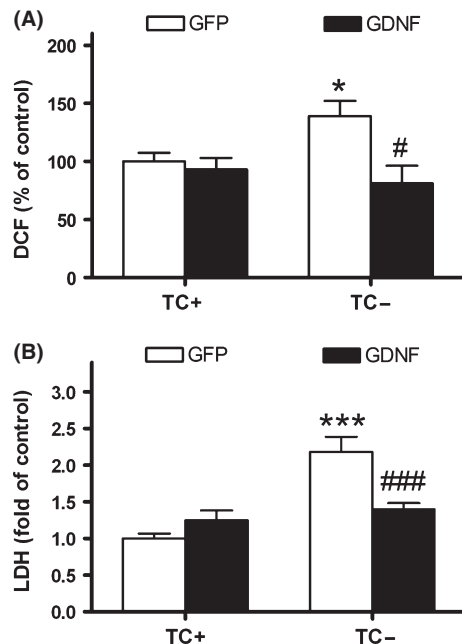 (A)
GFP
GDNF
200
150
100
50
0
DCF (% of control)
*
#
TC+
TC−
(B)
GFP
GDNF
3.0
2.5
2.0
1.5
1.0
0.5
0.0
LDH (fold of control)
***
###
TC+
TC−